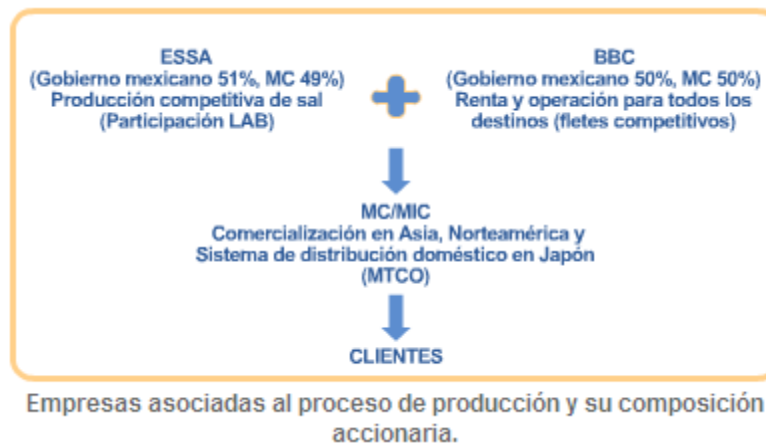 ESSA
(Gobierno mexicano 51%, MC 49%)
Producción competitiva de sal
(Participación LAB)
BBC
(Gobierno mexicano 50%, MC 50%)
Renta y operación para todos los
destinos (fletes competitivos)
MC/MIC
Comercialización en Asia, Norteamérica y
Sistema de distribución doméstico en Japón
(MTCO)
CLIENTES
Empresas asociadas al proceso de producción y su composición
accionaria.